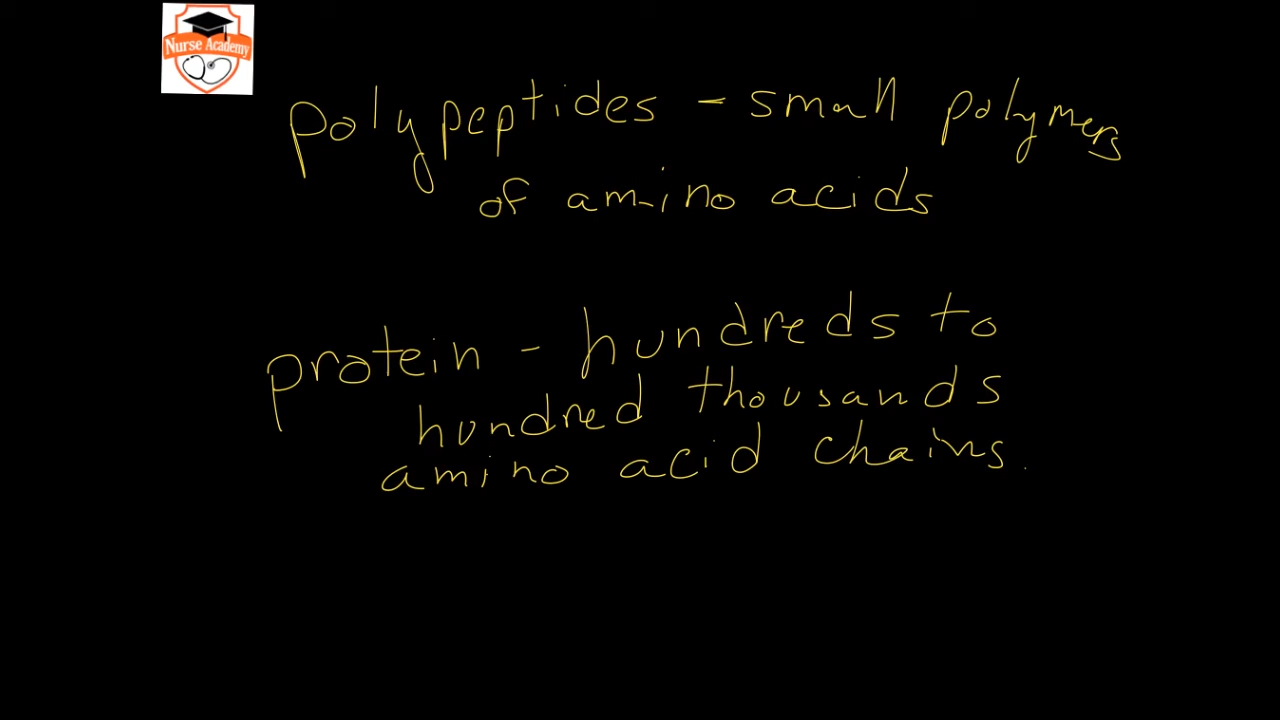 Nurse Academy
polypeptides - small polymers
of amino acids
protein - hundreds to
hundred thousands
amino acid chains.